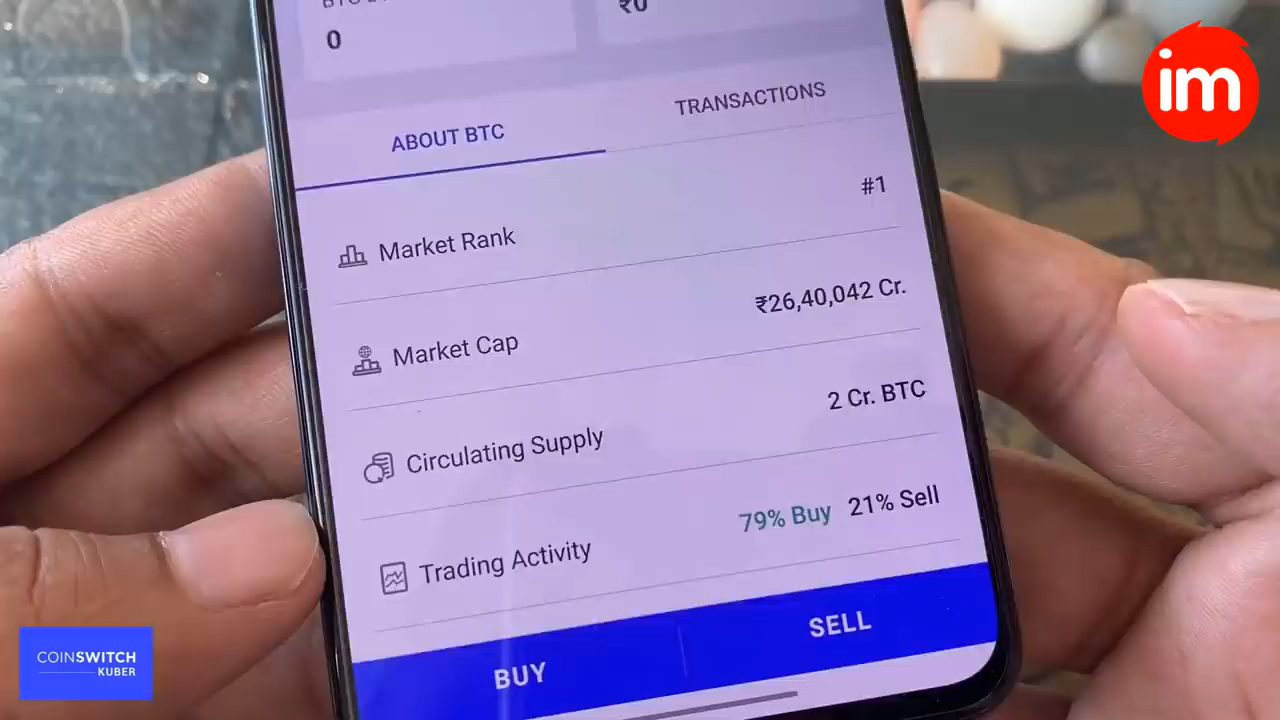 0
₹0
im
ABOUT BTC
TRANSACTIONS
Market Rank
#1
Market Cap
₹26,40,042 Cr.
Circulating Supply
2 Cr. BTC
Trading Activity
79% Buy 21% Sell
BUY
SELL
COINSWITCH
KUBER